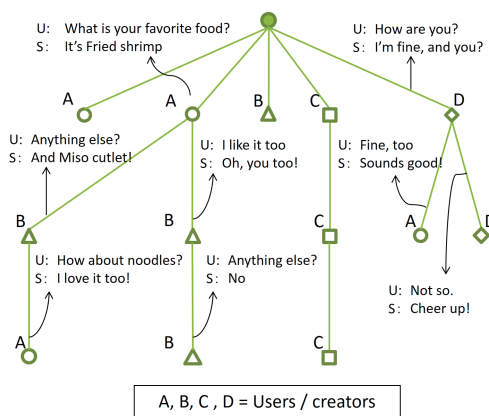 U: What is your favorite food?
S: It's Fried shrimp
U: How are you?
S: I'm fine, and you?
A
A
B
C
D
U: Anything else?
S: And Miso cutlet!
U: I like it too
S: Oh, you too!
U: Fine, too
S: Sounds good!
B
B
C
A
D
U: How about noodles?
S: I love it too!
U: Anything else?
S: No
U: Not so.
S: Cheer up!
A
B
C
A, B, C , D = Users / creators